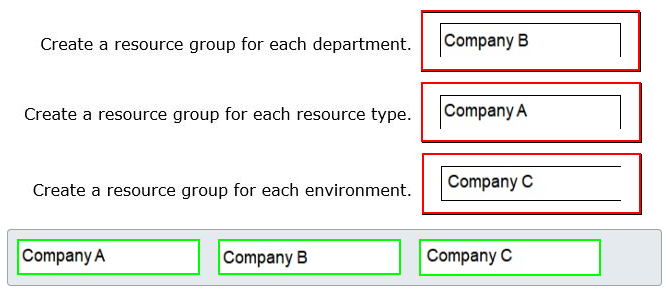 Create a resource group for each department. Company B
Create a resource group for each resource type. Company A
Create a resource group for each environment. Company C
Company A Company B Company C